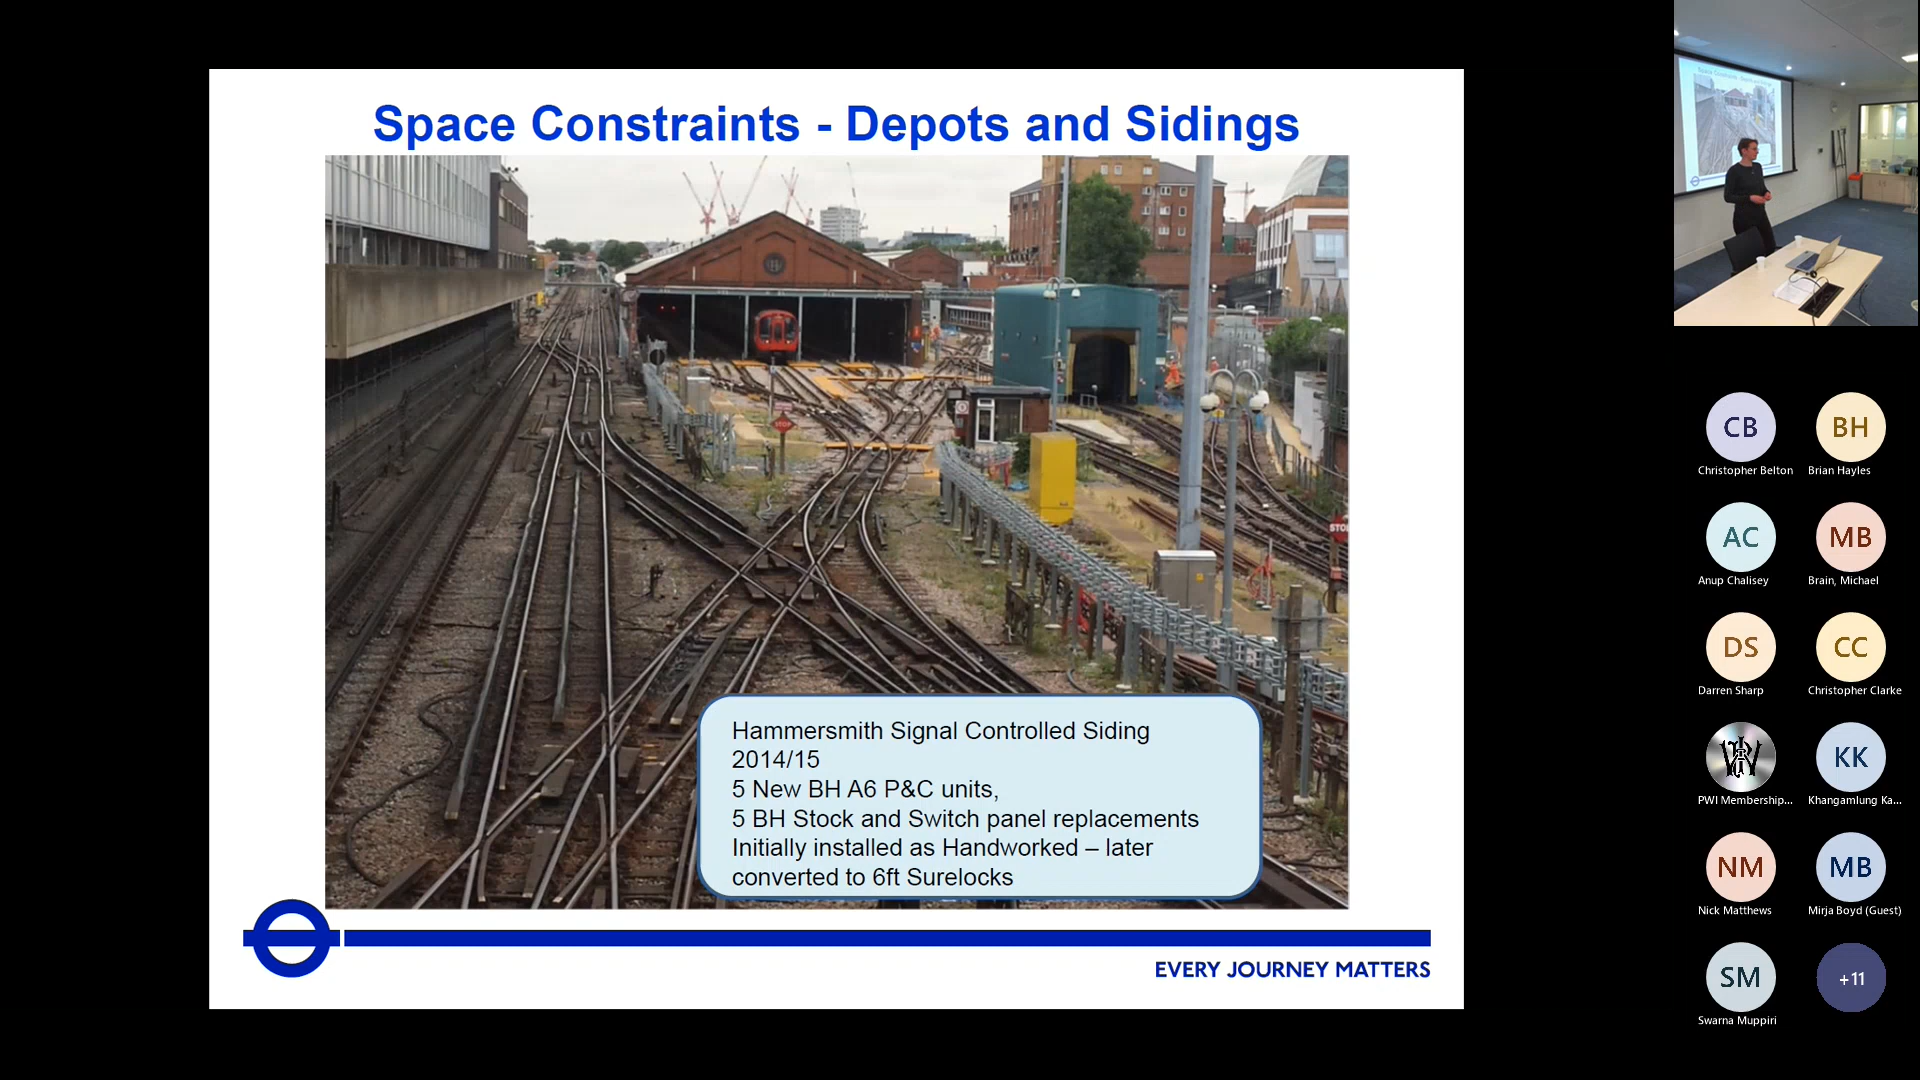 Space Constraints - Depots and Sidings
STOP
STO
Hammersmith Signal Controlled Siding
2014/15
5 New BH A6 P&C units,
5 BH Stock and Switch panel replacements
Initially installed as Handworked – later
converted to 6ft Surelocks
EVERY JOURNEY MATTERS
CB
Christopher Belton
BH
Brian Hayles
AC
Anup Chalisey
MB
Brain, Michael
DS
Darren Sharp
CC
Christopher Clarke
PWI Membership...
KK
Khangamlung Ka...
NM
Nick Matthews
MB
Mirja Boyd (Guest)
SM
Swarna Muppiri
+11